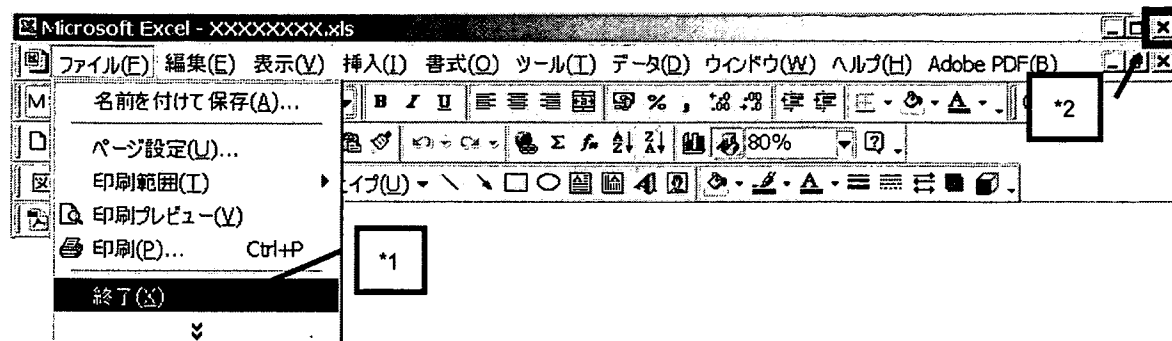 Microsoft Excel - XXXXXXXX.xls
ファイル(F) 編集(E) 表示(V) 挿入(I) 書式(O) ツール(T) データ(D) ウィンドウ(W) ヘルプ(H) Adobe PDF(B)
名前を付けて保存(A)...
ページ設定(U)...
印刷範囲(T)
印刷プレビュー(V)
印刷(P)... Ctrl+P
終了(X)
B I U % ,
80%
イプ(U)
*1
*2